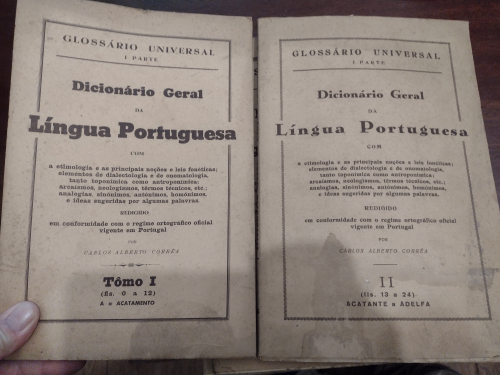 GLOSSÁRIO UNIVERSAL
I PARTE
Dicionário Geral
DA
Língua Portuguesa
COM
a etimologia e as principais noções e leis fonéticas;
elementos de dialectologia e de onomatologia,
tanto toponímica como antroponímica;
arcaísmos, neologismos, têrmos técnicos, etc.;
analogias, sinónimos, antónimos, homónimos,
e ideas sugeridas por algumas palavras.
REDIGIDO
em conformidade com o regime ortográfico oficial
vigente em Portugal
POR
CARLOS ALBERTO CORRÊA
Tômo I
(fls. 0 a 12)
A a ACATAMENTO
GLOSSÁRIO UNIVERSAL
I PARTE
Dicionário Geral
DA
Língua Portuguesa
COM
a etimologia e as principais noções e leis fonéticas;
elementos de dialectologia e de onomatologia,
tanto toponímica como antroponímica;
arcaísmos, neologismos, têrmos técnicos, etc.;
analogias, sinónimos, antónimos, homónimos,
e ideas sugeridas por algumas palavras.
REDIGIDO
em conformidade com o regime ortográfico oficial
vigente em Portugal
POR
CARLOS ALBERTO CORRÊA
II
(fls. 13 a 24)
ACATANTE a ADELFA